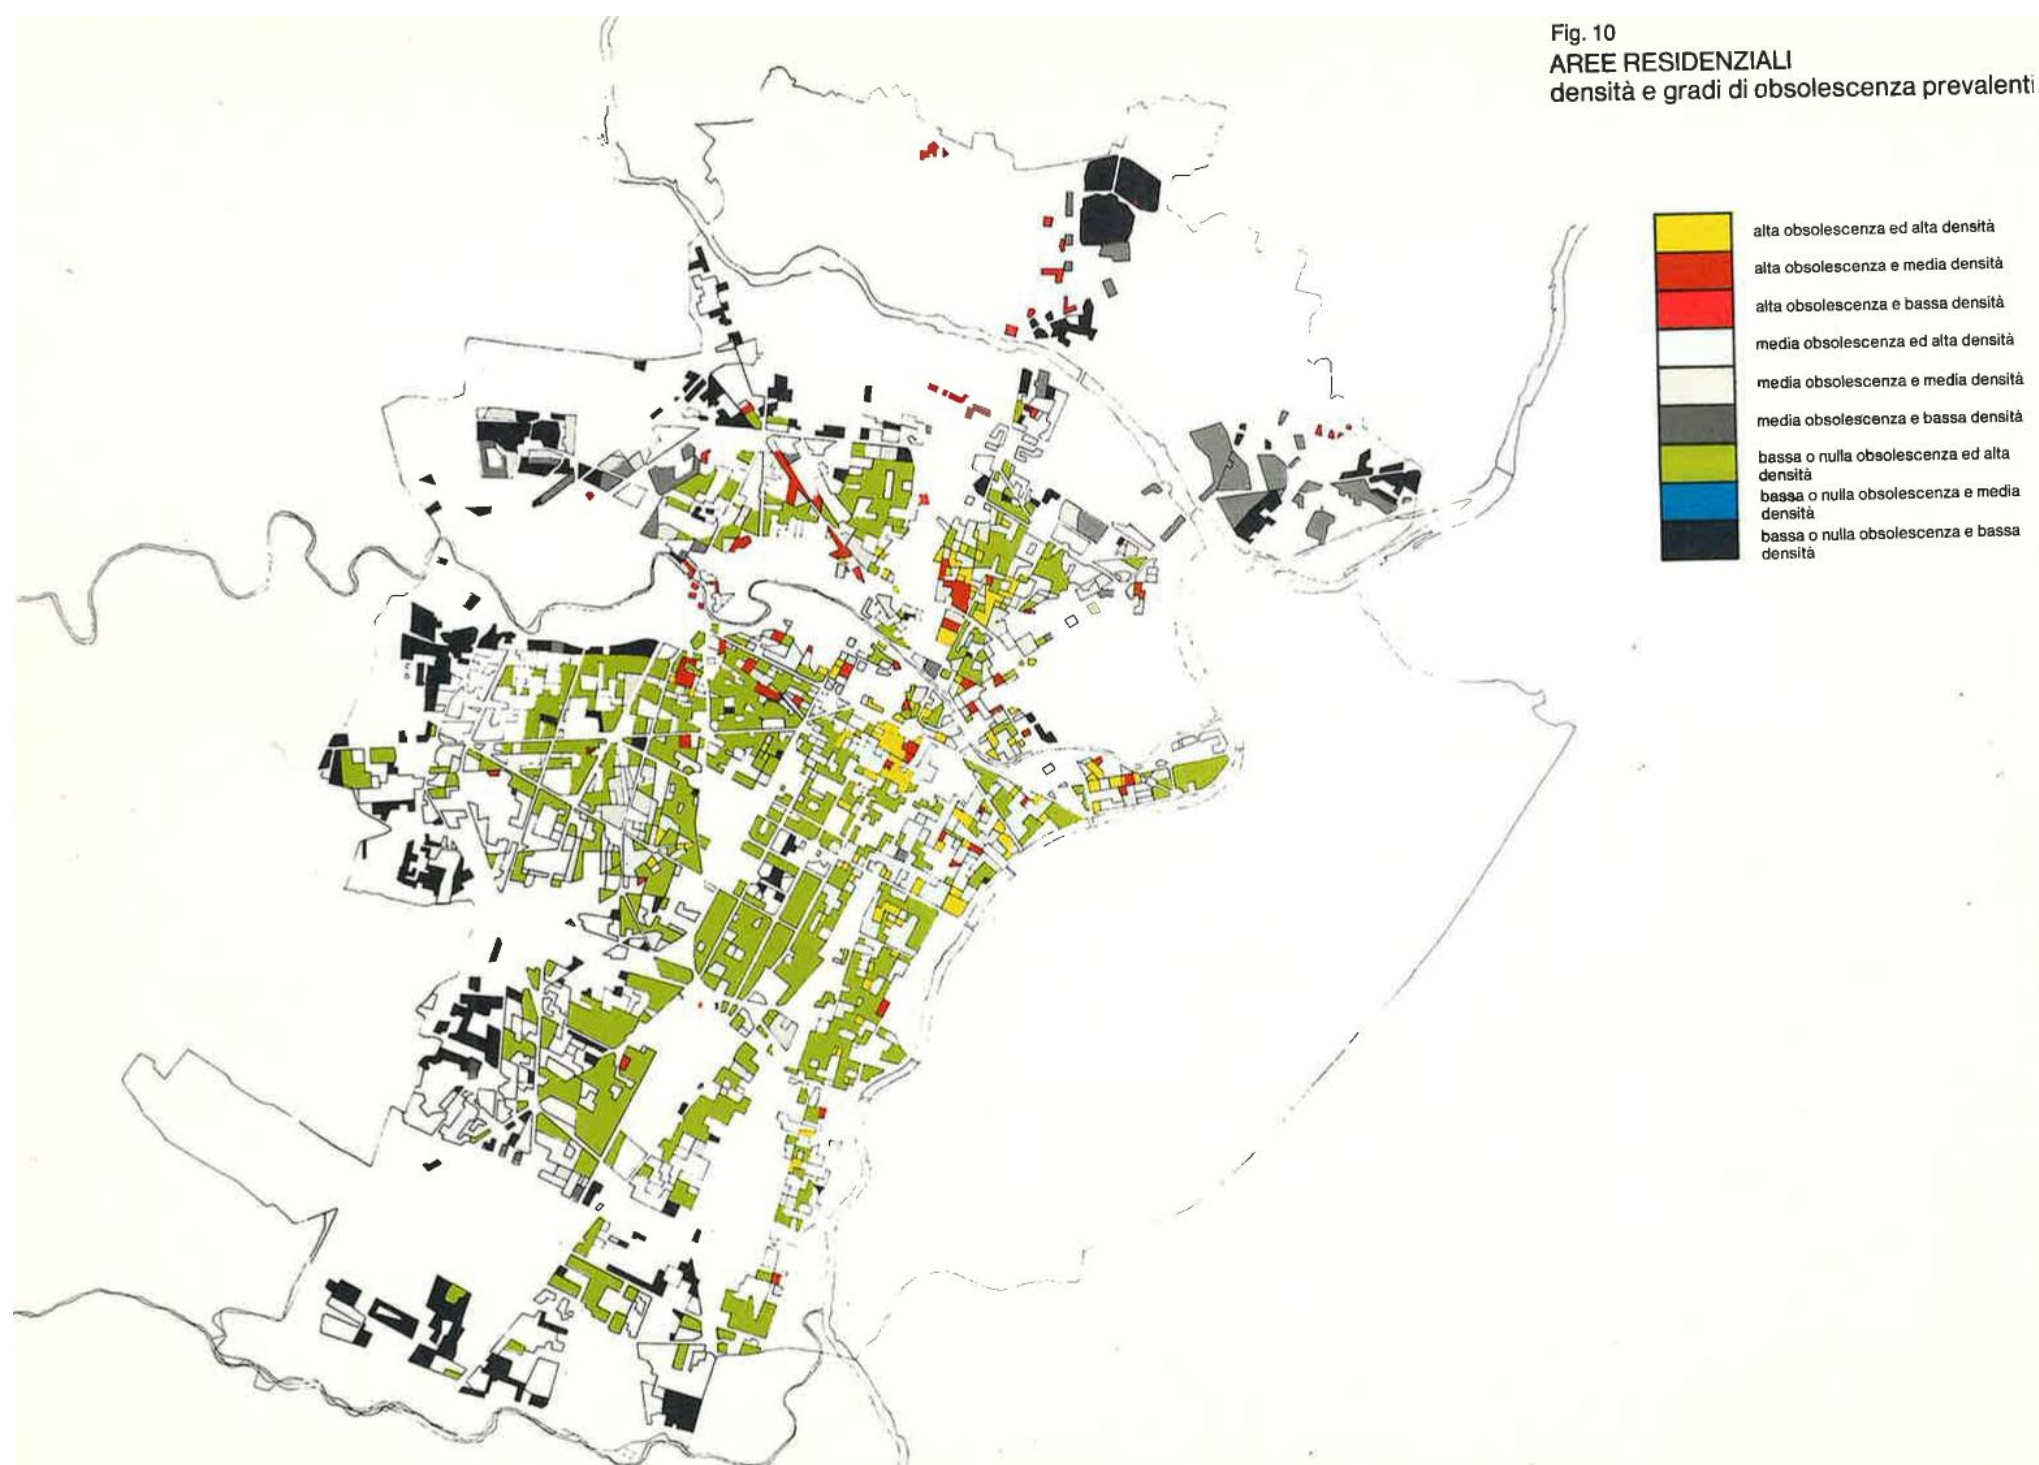 Fig. 10
AREE RESIDENZIALI
densità e gradi di obsolescenza prevalenti
alta obsolescenza ed alta densità
alta obsolescenza e media densità
alta obsolescenza e bassa densità
media obsolescenza ed alta densità
media obsolescenza e media densità
media obsolescenza e bassa densità
bassa o nulla obsolescenza ed alta
densità
bassa o nulla obsolescenza e media
densità
bassa o nulla obsolescenza e bassa
densità